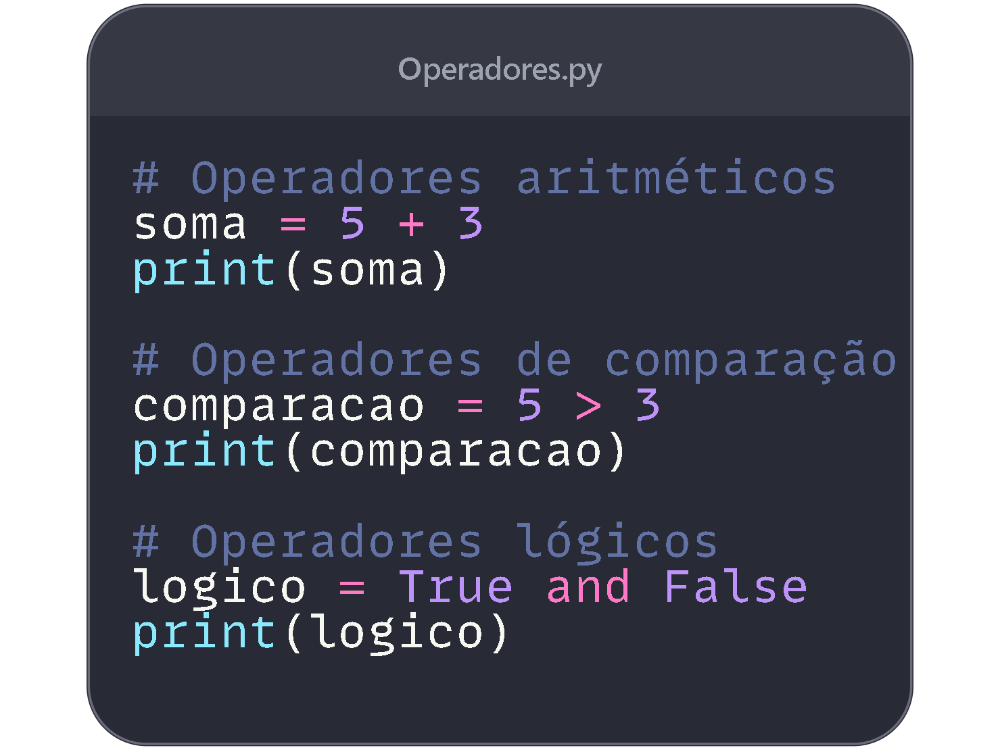 Operadores.py
# Operadores aritméticos
soma = 5 + 3
print(soma)
# Operadores de comparação
comparacao = 5 > 3
print(comparacao)
# Operadores lógicos
logico = True and False
print(logico)